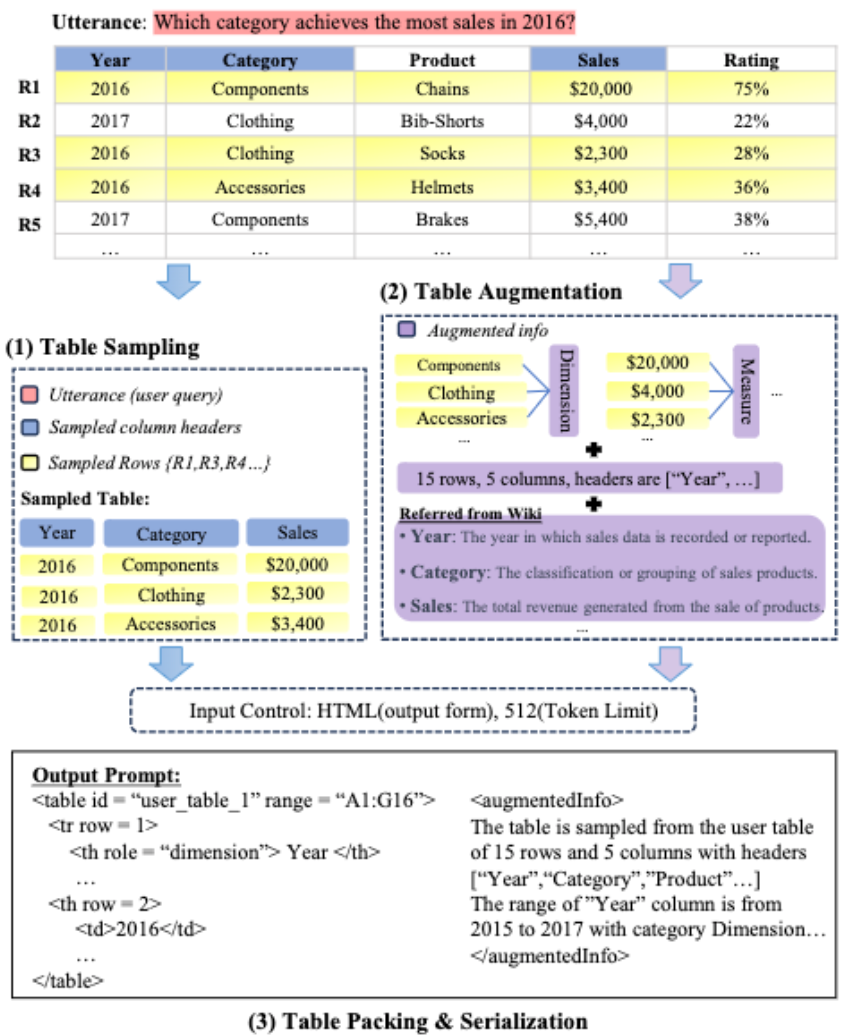 Utterance: Which category achieves the most sales in 2016?
Year Category Product Sales Rating
R1 2016 Components Chains $20,000 75%
R2 2017 Clothing Bib-Shorts $4,000 22%
R3 2016 Clothing Socks $2,300 28%
R4 2016 Accessories Helmets $3,400 36%
R5 2017 Components Brakes $5,400 38%
... ... ... ... ...
(1) Table Sampling
Utterance (user query)
Sampled column headers
Sampled Rows {R1,R3,R4...}
Sampled Table:
Year Category Sales
2016 Components $20,000
2016 Clothing $2,300
2016 Accessories $3,400
(2) Table Augmentation
Augmented info
Components
Clothing
Accessories
...
Dimension
$20,000
$4,000
$2,300
...
Measure
...
+
15 rows, 5 columns, headers are [“Year”, …]
+
Referred from Wiki
• Year: The year in which sales data is recorded or reported.
• Category: The classification or grouping of sales products.
• Sales: The total revenue generated from the sale of products.
....
Input Control: HTML(output form), 512(Token Limit)
Output Prompt:
<table id = “user_table_1” range = “A1:G16”>
<tr row = 1>
<th role = “dimension”> Year </th>
…
<th row = 2>
<td>2016</td>
…
</table>
<augmentedInfo>
The table is sampled from the user table
of 15 rows and 5 columns with headers
[“Year”,“Category”,”Product”…]
The range of ”Year” column is from
2015 to 2017 with category Dimension…
</augmentedInfo>
(3) Table Packing & Serialization